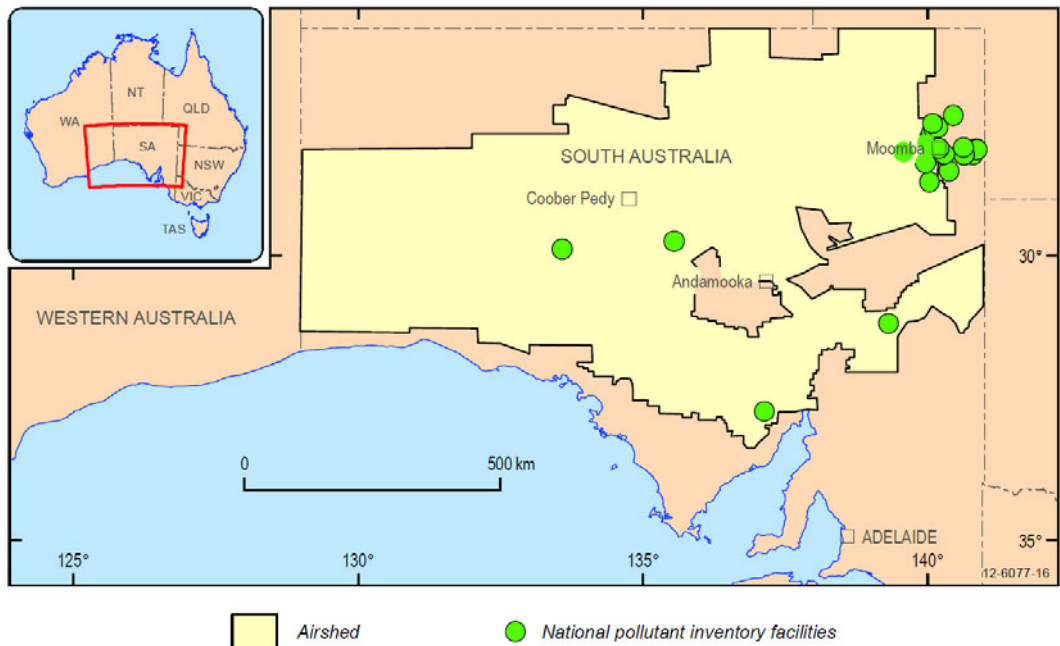 NT
WA
QLD
SA
NSW
VIC
TAS
SOUTH AUSTRALIA
Moomba
Coober Pedy
Andamooka
30°
WESTERN AUSTRALIA
0
500 km
ADELAIDE
125°
130°
135°
140°
35°
12-6077-16
Airshed
National pollutant inventory facilities